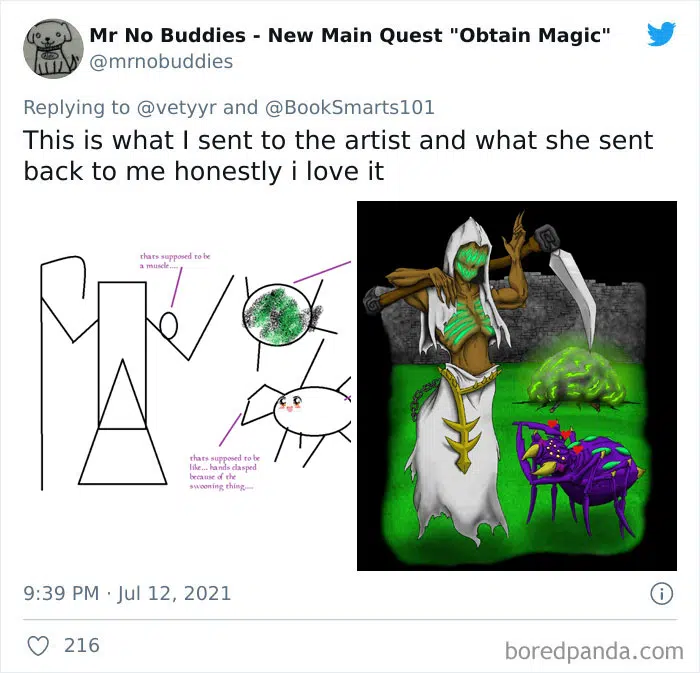 Mr No Buddies - New Main Quest "Obtain Magic"
@mrnobuddies
Replying to @vetyyr and @BookSmarts101
This is what I sent to the artist and what she sent
back to me honestly i love it
thats supposed to be
a muscle....
thats supposed to be
like... hands clasped
because of the
swooning thing....
9:39 PM · Jul 12, 2021
216
boredpanda.com